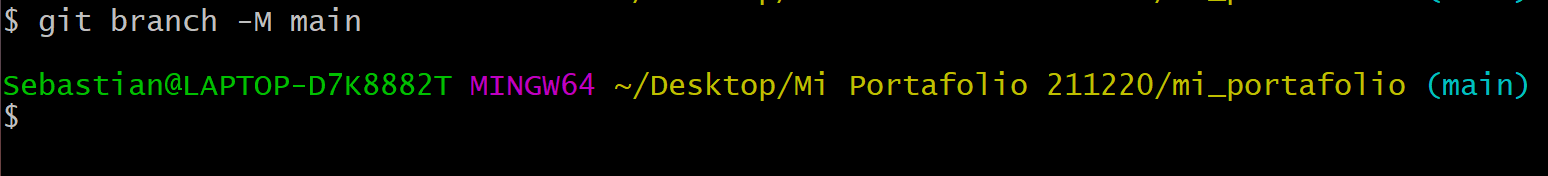 $ git branch -M main
Sebastian@LAPTOP-D7K8882T MINGW64 ~/Desktop/Mi Portafolio 211220/mi_portafolio (main)
$